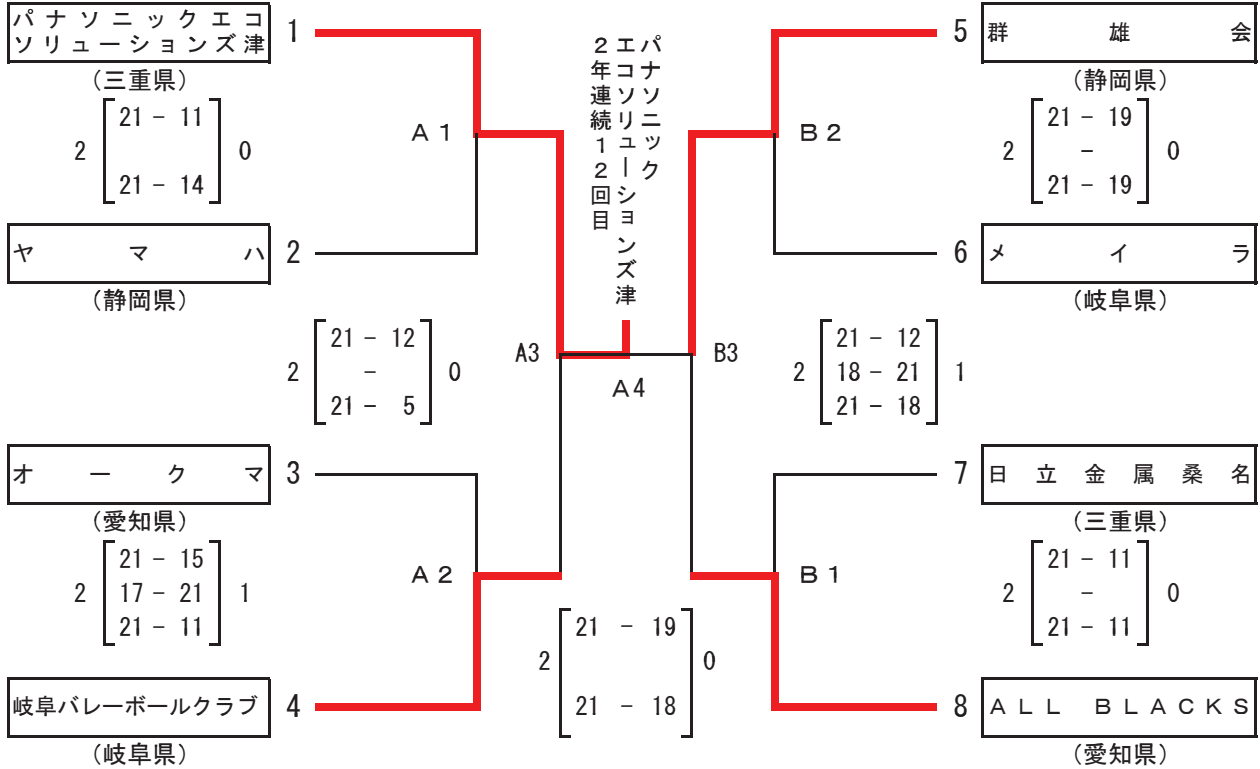 パナソニックエコ
ソリューションズ津
1
(三重県)
2
21 - 11
21 - 14
0
A1
ヤマハ
2
(静岡県)
2
21 - 12
-
21 - 5
0
A3
オークマ
3
(愛知県)
2
21 - 15
17 - 21
21 - 11
1
A2
岐阜バレーボールクラブ
4
(岐阜県)
パナソニック
エコソリューションズ津
2年連続12回目
A4
2
21 - 19
21 - 18
0
5
群雄会
(静岡県)
2
21 - 19
-
21 - 19
0
B2
6
メイラ
(岐阜県)
B3
2
21 - 12
18 - 21
21 - 18
1
7
日立金属桑名
(三重県)
2
21 - 11
-
21 - 11
0
B1
8
ALL BLACKS
(愛知県)